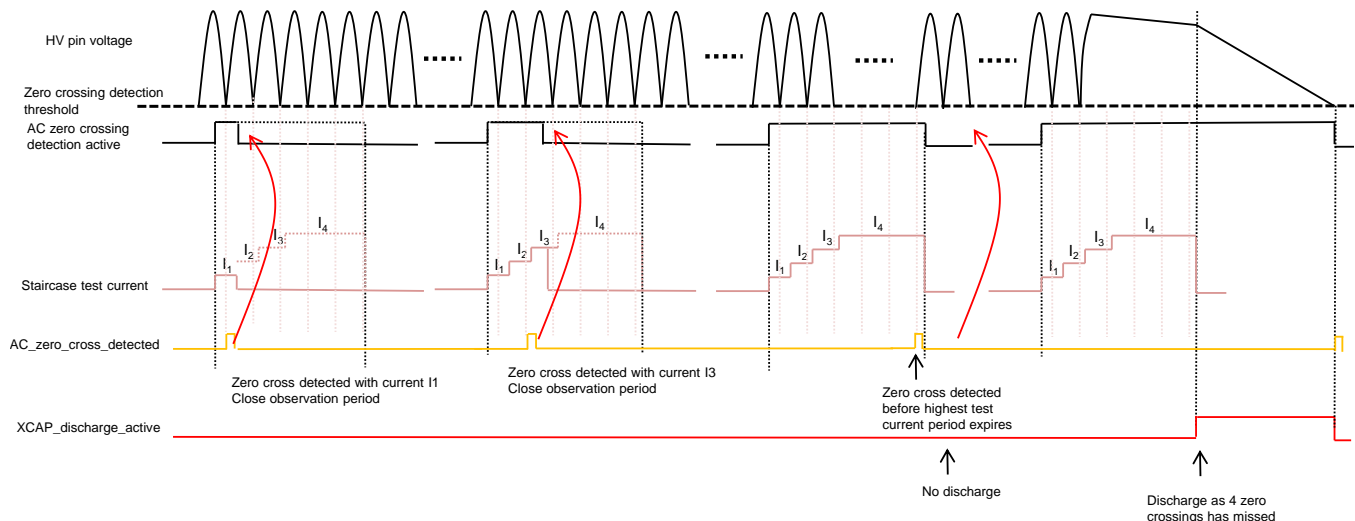 HV pin voltage
Zero crossing detection
threshold
AC zero crossing
detection active
I1
I2
I3
I4
I1
I2
I3
I4
I1
I2
I3
I4
I1
I2
I3
I4
Staircase test current
AC_zero_cross_detected
Zero cross detected with current I1
Close observation period
Zero cross detected with current I3
Close observation period
Zero cross detected
before highest test
current period expires
XCAP_discharge_active
No discharge
Discharge as 4 zero
crossings has missed